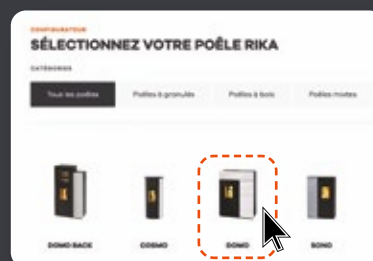 CONFIGURATEUR
SÉLECTIONNEZ VOTRE POÊLE RIKA
CATÉGORIES
Tous les poêles Poêles à granulés Poêles à bois Poêles mixtes
DOMO BACK COSMO DOMO SONO